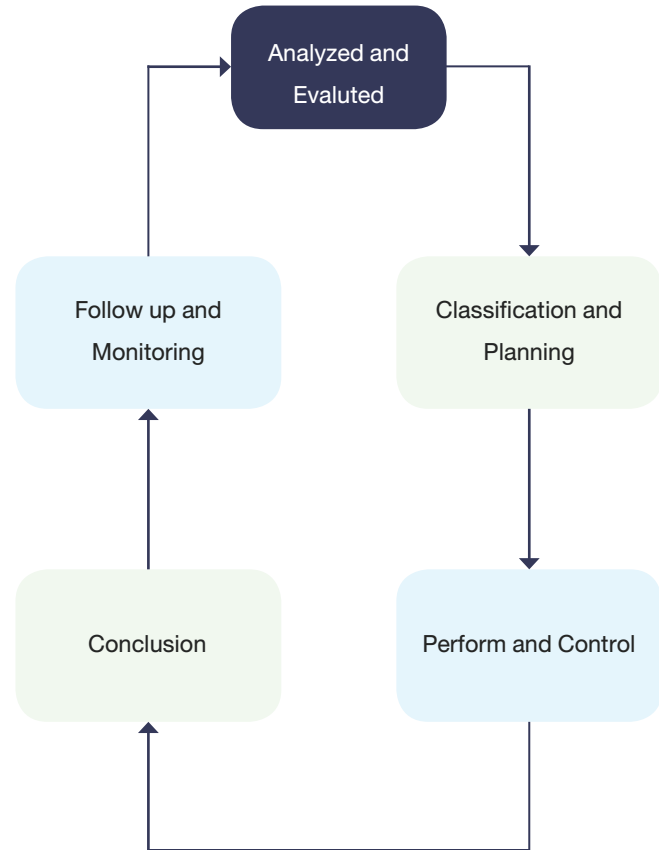 Analyzed and
Evaluted
Follow up and
Monitoring
Classification and
Planning
Conclusion
Perform and Control